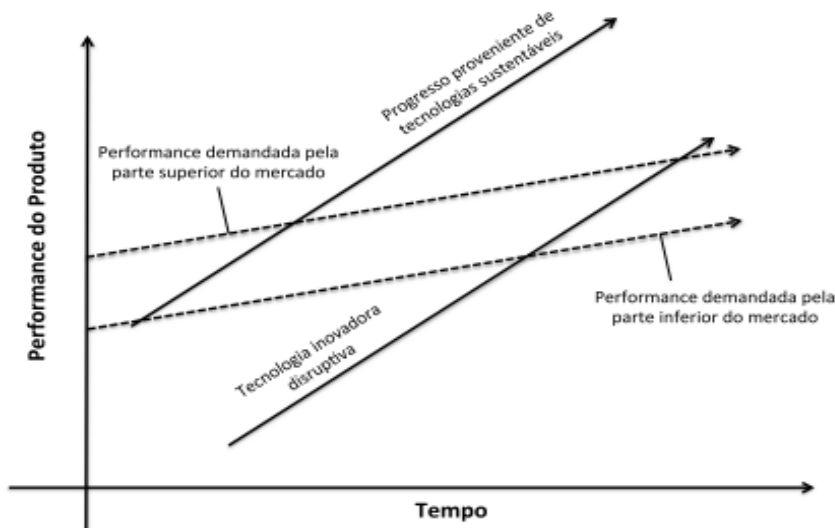 Progresso proveniente de
tecnologias sustentáveis
Performance demandada pela
parte superior do mercado
Performance do Produto
Performance demandada pela
parte inferior do mercado
Tecnologia inovadora
disruptiva
Tempo